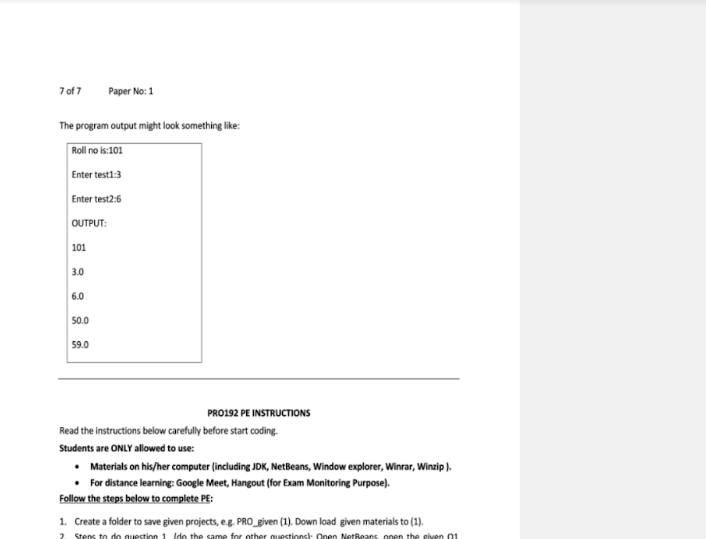 7 of 7 Paper No: 1
The program output might look something like:
Roll no is:101
Enter test1:3
Enter test2:6
OUTPUT:
101
3.0
6.0
50.0
59.0
PRO192 PE INSTRUCTIONS
Read the instructions below carefully before start coding.
Students are ONLY allowed to use:
• Materials on his/her computer (including JDK, NetBeans, Window explorer, Winrar, Winzip ).
• For distance learning: Google Meet, Hangout (for Exam Monitoring Purpose).
Follow the steps below to complete PE:
1. Create a folder to save given projects, e.g. PRO_given (1). Down load given materials to (1).
2. Steps to do question 1 (do the same for other questions): Open NetBeans, open the given Q1